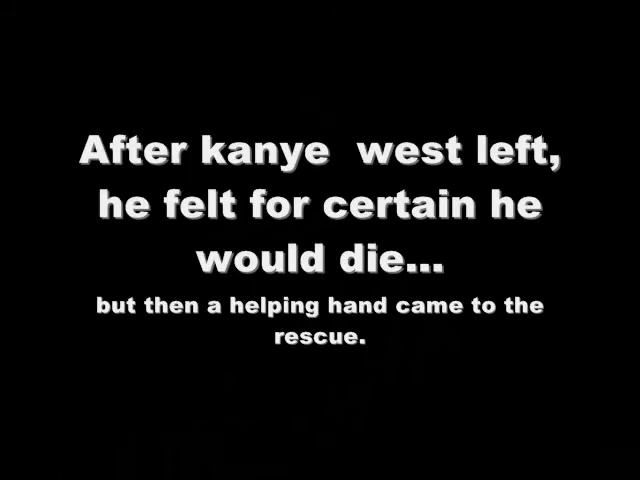 After kanye  west left,
he felt for certain he
would die...
but then a helping hand came to the
rescue.